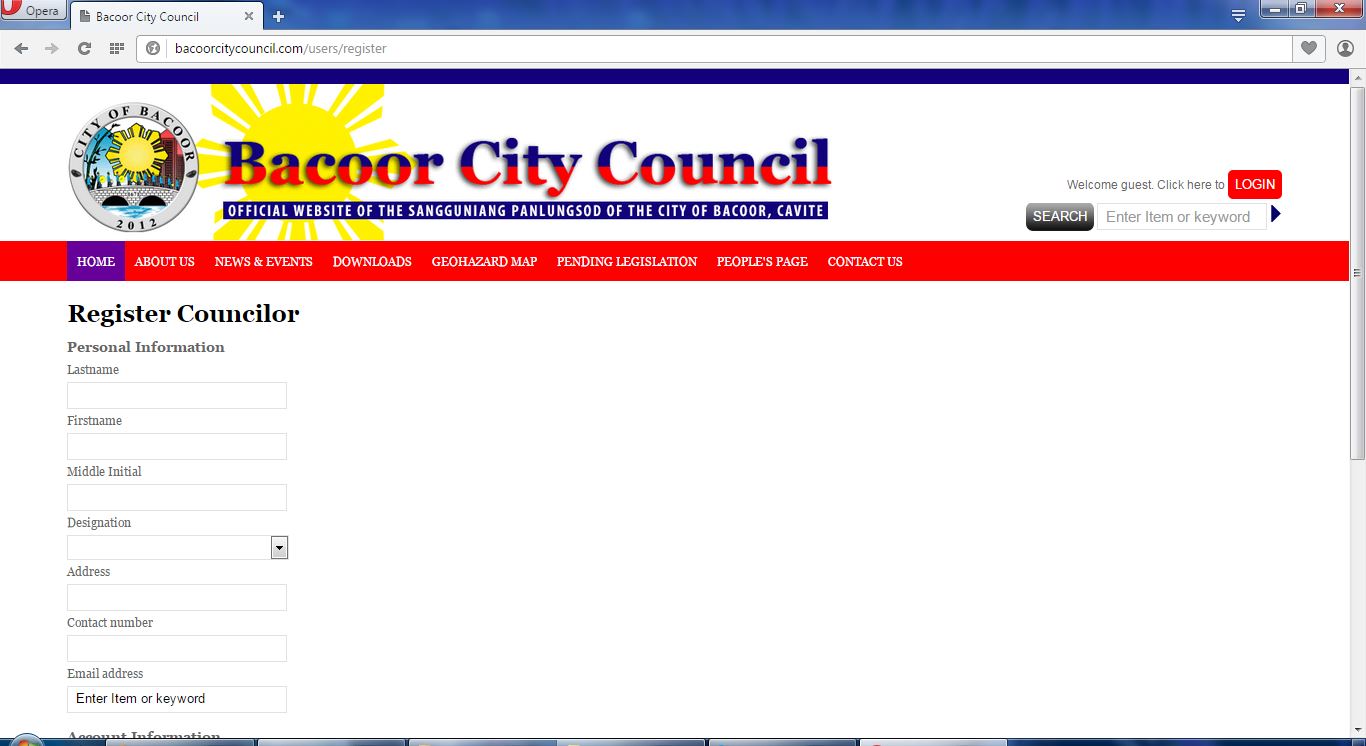 Opera
Bacoor City Council
bacoorcitycouncil.com/users/register
CITY OF BACOOR
2012
Bacoor City Council
OFFICIAL WEBSITE OF THE SANGGUNIANG PANLUNGSOD OF THE CITY OF BACOOR, CAVITE
Welcome guest. Click here to LOGIN
SEARCH Enter Item or keyword
HOME ABOUT US NEWS & EVENTS DOWNLOADS GEOHAZARD MAP PENDING LEGISLATION PEOPLE'S PAGE CONTACT US
Register Councilor
Personal Information
Lastname
Firstname
Middle Initial
Designation
Address
Contact number
Email address
Enter Item or keyword
Account Information